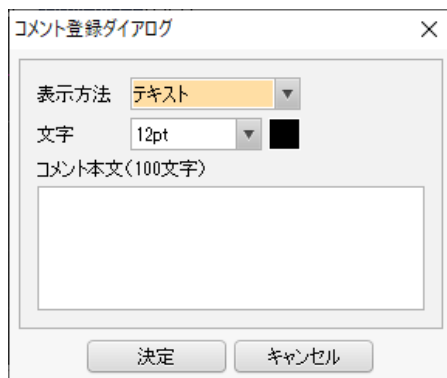 コメント登録ダイアログ
表示方法 テキスト
文字 12pt
コメント本文(100文字)
決定 キャンセル